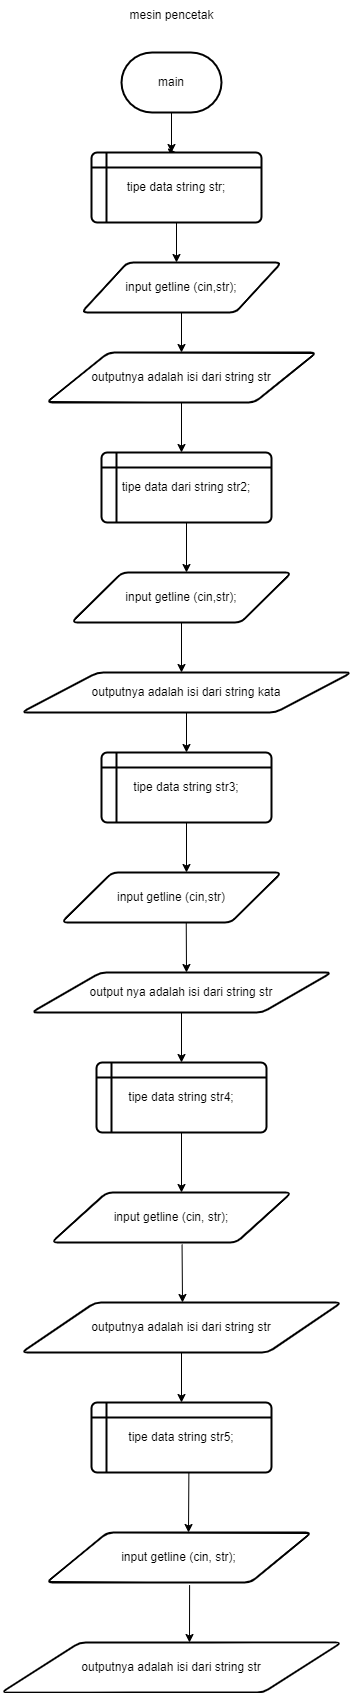 mesin pencetak
main
tipe data string str;
input getline (cin,str);
outputnya adalah isi dari string str
tipe data dari string str2;
input getline (cin,str);
outputnya adalah isi dari string kata
tipe data string str3;
input getline (cin,str)
output nya adalah isi dari string str
tipe data string str4;
input getline (cin, str);
outputnya adalah isi dari string str
tipe data string str5;
input getline (cin, str);
outputnya adalah isi dari string str